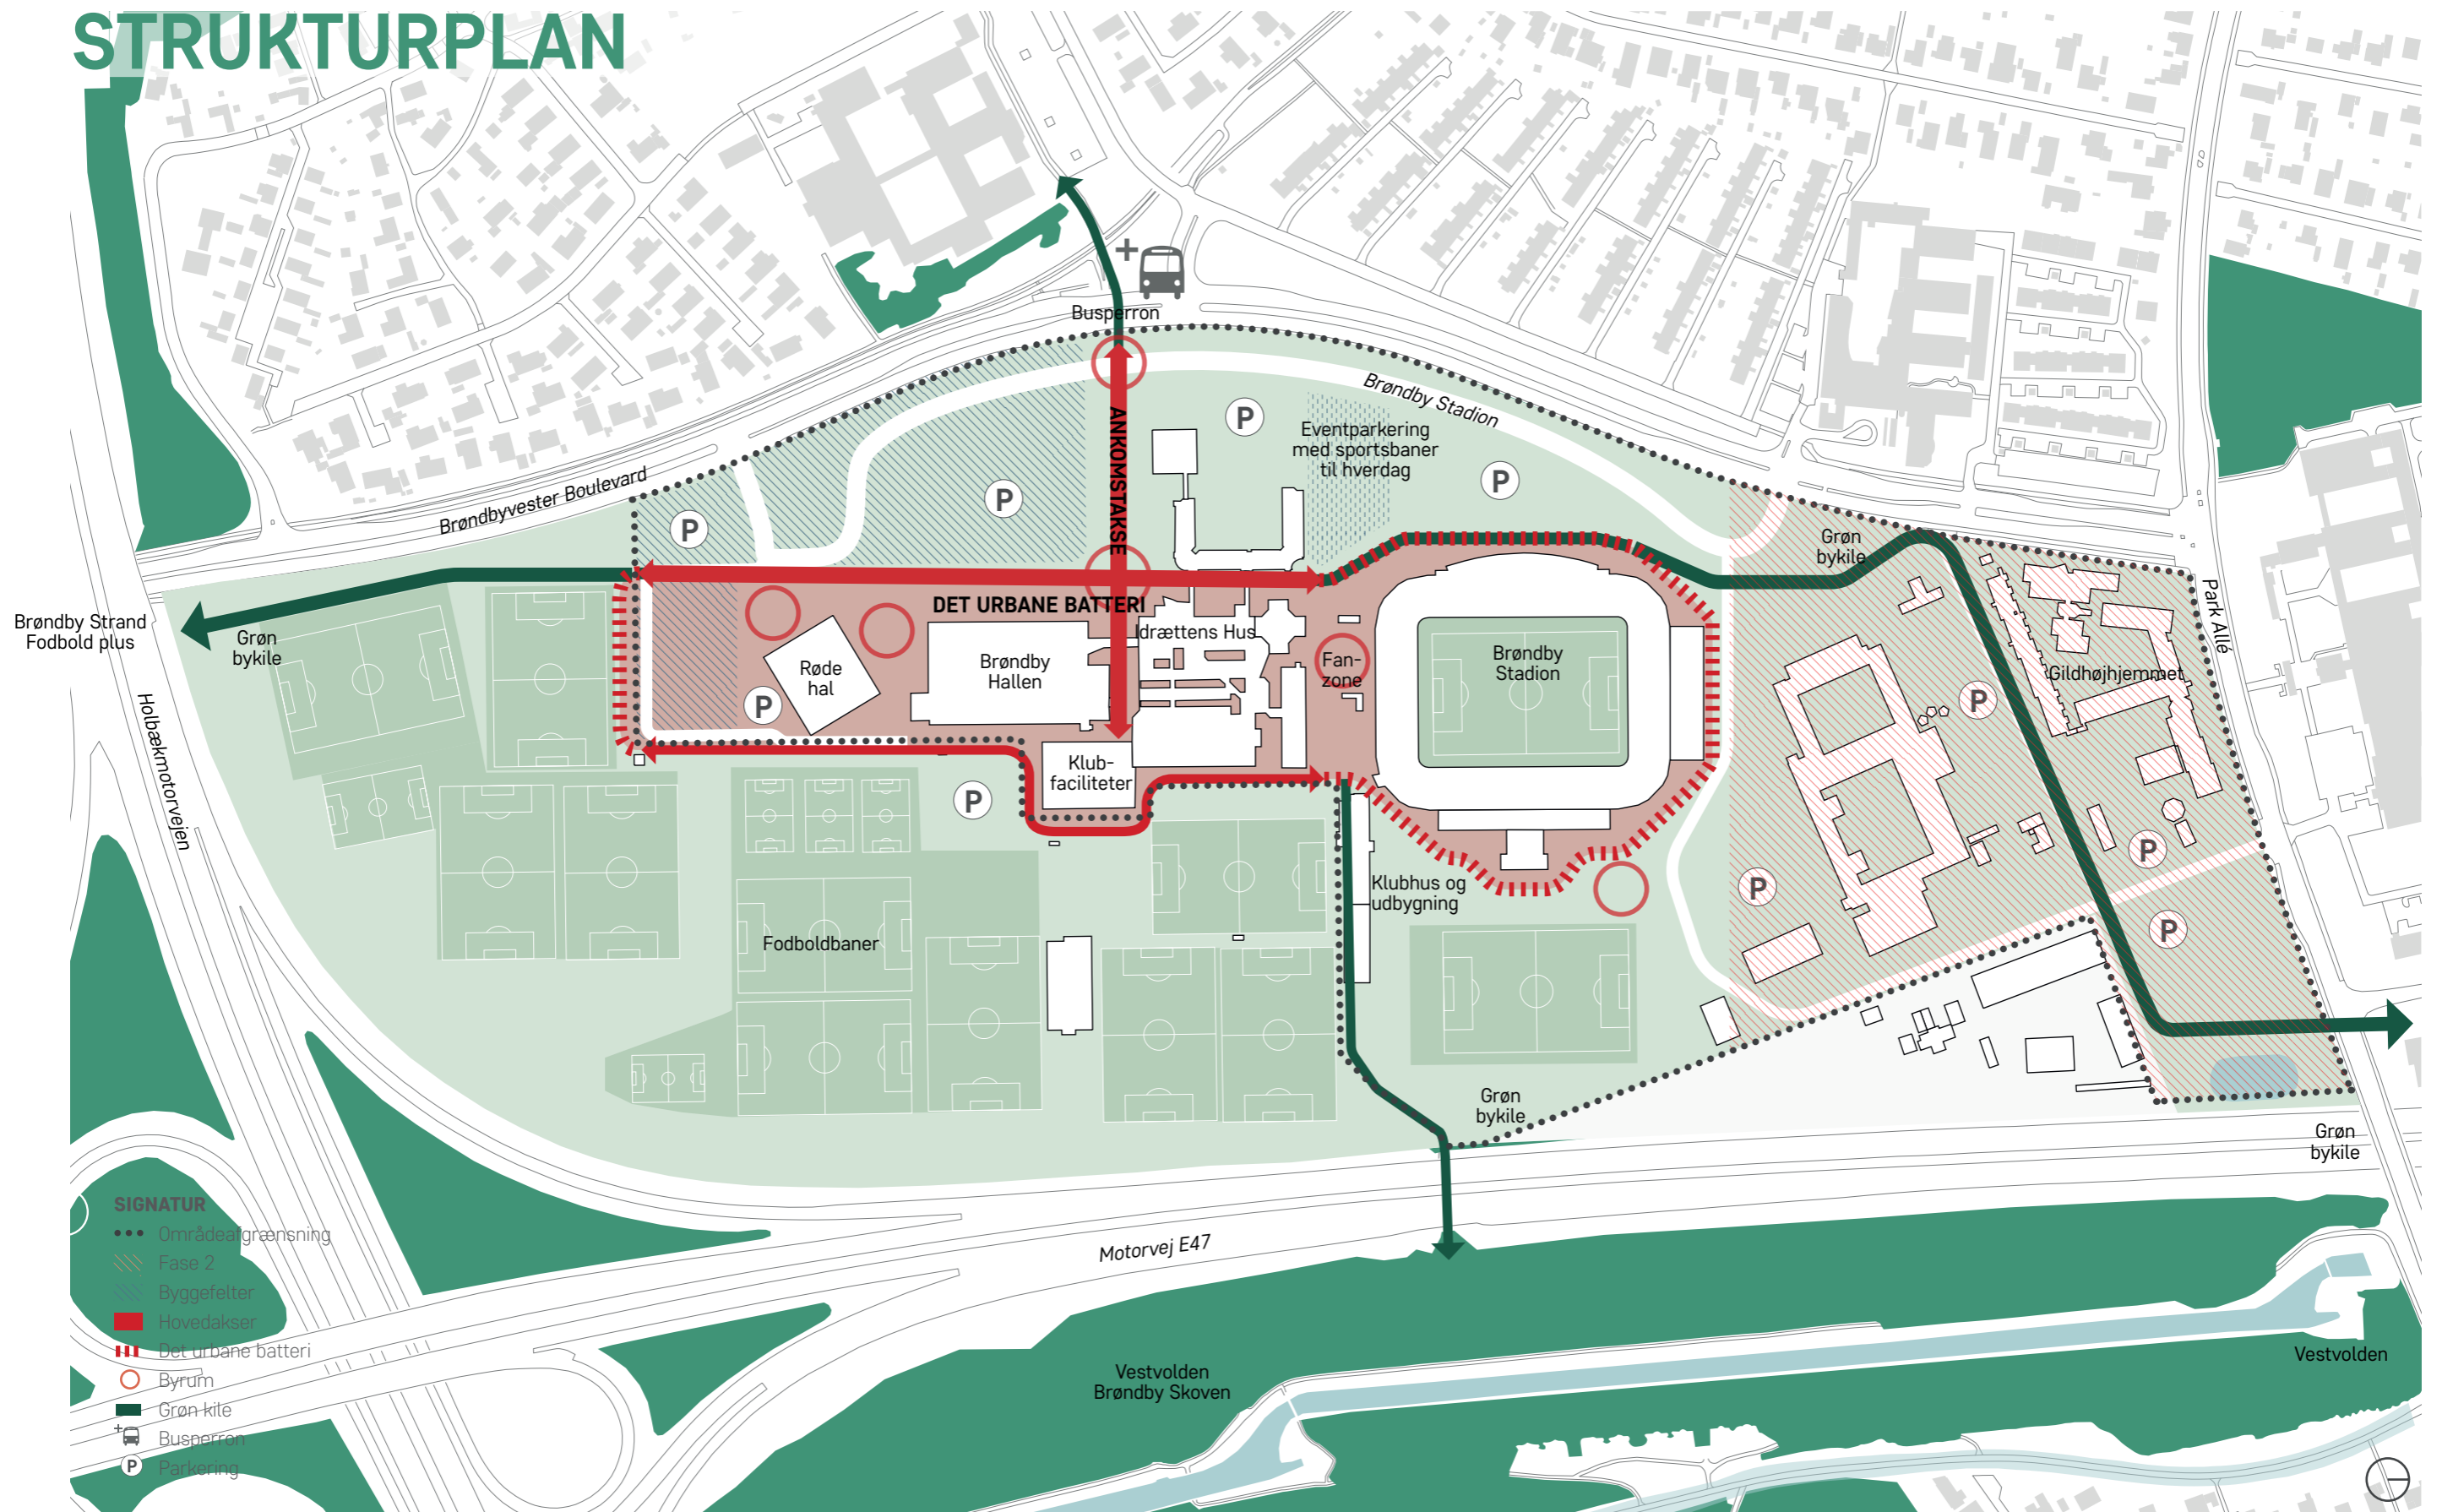 STRUKTURPLAN
Busperron
Brøndby Stadion
ANKOMSTAKSE
P
Eventparkering
med sportsbaner
til hverdag
P
P
P
Brøndbyvester Boulevard
Grøn
bykile
Park Allé
DET URBANE BATTERI
Brøndby Strand
Fodbold plus
Grøn
bykile
Idrættens Hus
Røde
hal
Brøndby
Hallen
Fan-
zone
Brøndby
Stadion
Gildhøjhjemmet
P
P
Holbækmotorvejen
Klub-
faciliteter
P
P
P
P
Klubhus og
udbygning
Fodboldbaner
Grøn
bykile
Grøn
bykile
Motorvej E47
Vestvolden
Brøndby Skoven
Vestvolden
SIGNATUR
Områdeafgrænsning
Fase 2
Byggefelter
Hovedakser
Det urbane batteri
Byrum
Grøn kile
Busperron
P Parkering